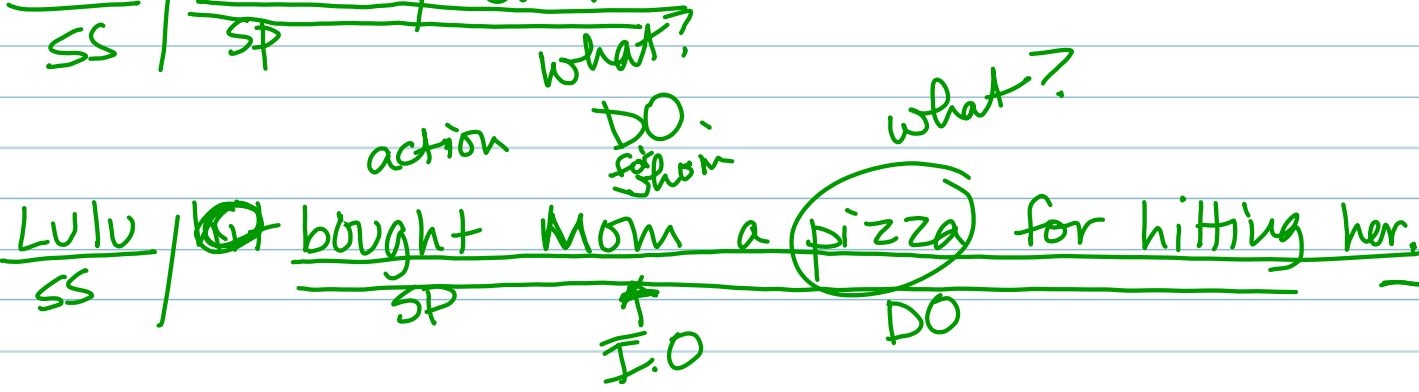 SS SP
what?
what?
DO.
action
for
whom
Lulu bought Mom a pizza for hitting her.
SS SP DO
I.O